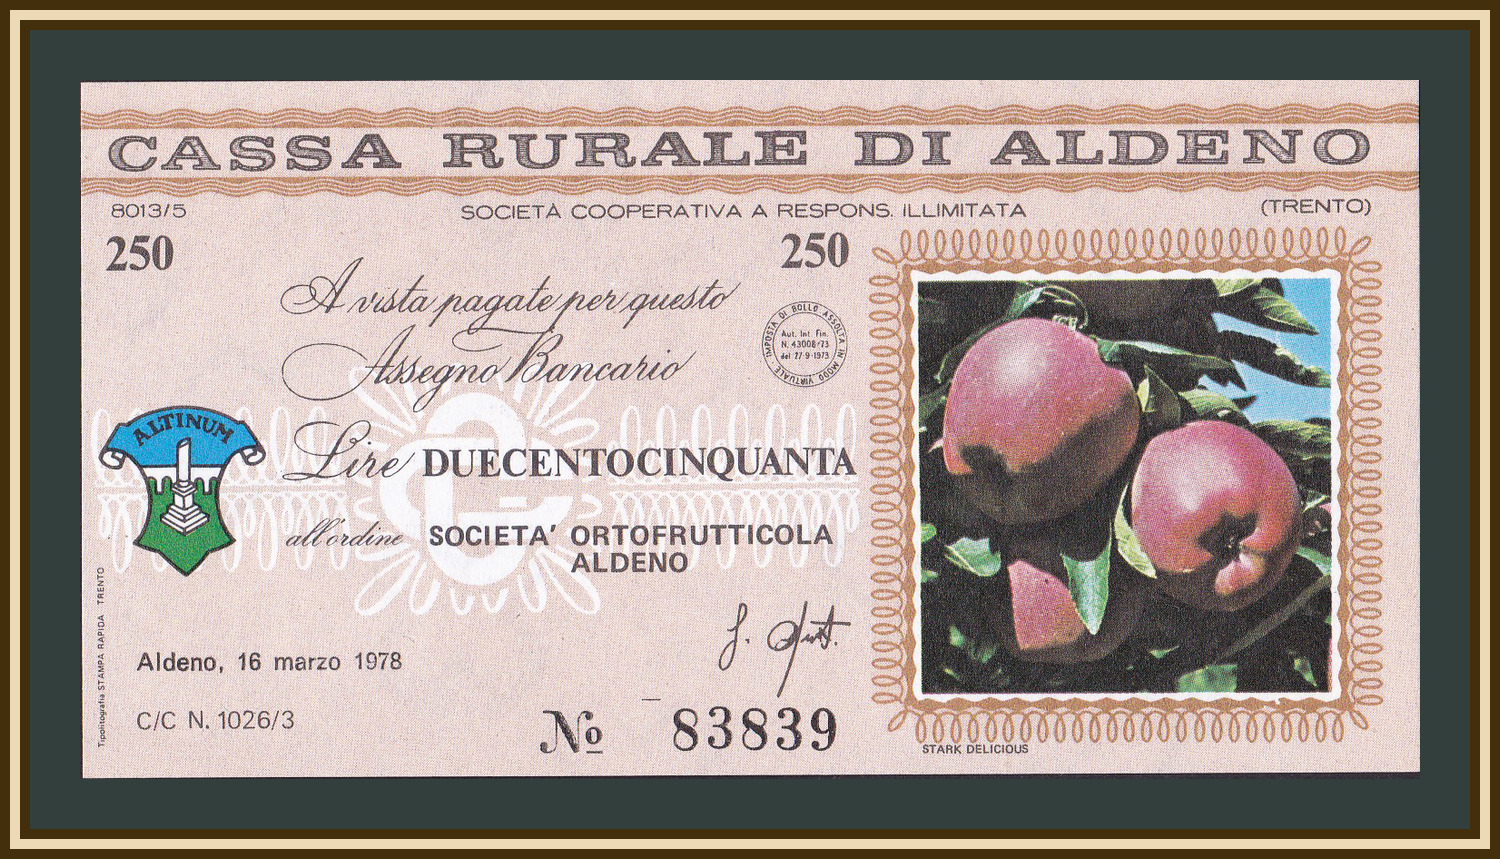 CASSA RURALE DI ALDENO
8013/5
SOCIETÀ COOPERATIVA A RESPONS. ILLIMITATA
(TRENTO)
250
250
A vista pagate per questo
Assegno Bancario
IMPOSTA DI BOLLO ASSOLTA IN MODO VIRTUALE
Aut. Int. Fin.
N. 43008/73
del 27-9-1973
ALTINUM
Lire DUECENTOCINQUANTA
all'ordine SOCIETA' ORTOFRUTTICOLA
ALDENO
Aldeno, 16 marzo 1978
C/C N. 1026/3
No 83839
STARK DELICIOUS
Tipolitografia STAMPA RAPIDA TRENTO